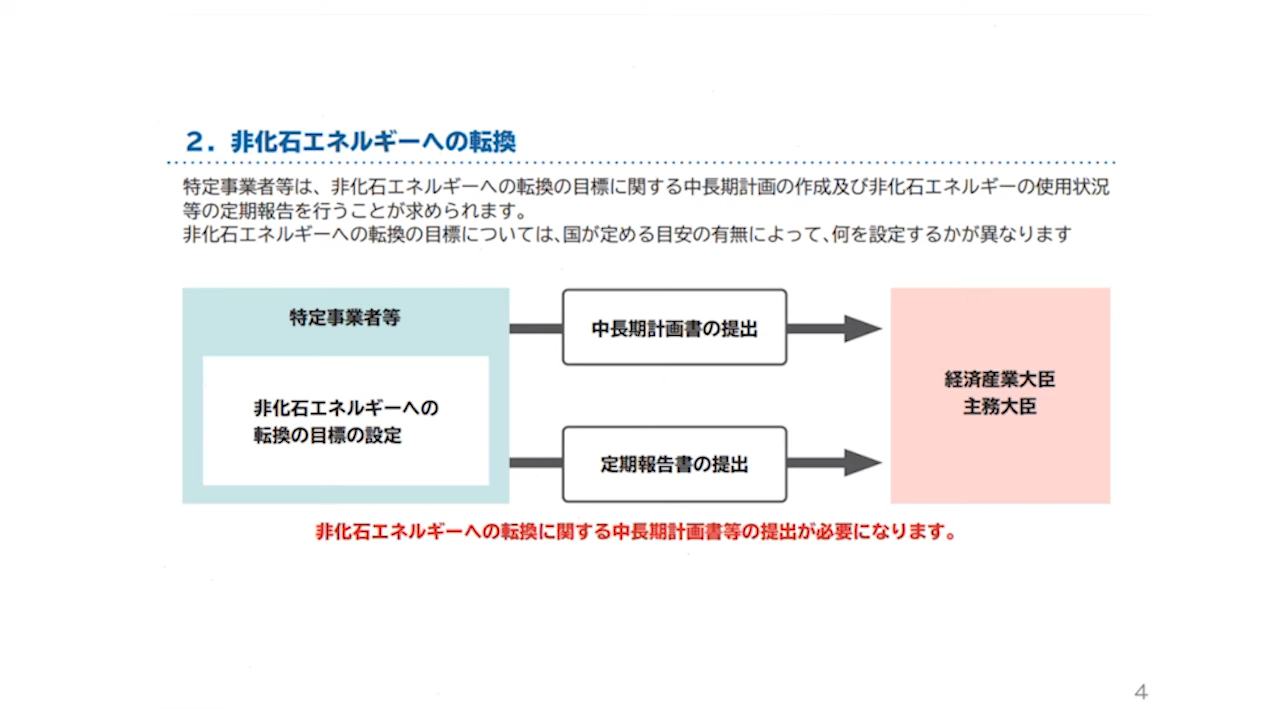 ２．非化石エネルギーへの転換
特定事業者等は、非化石エネルギーへの転換の目標に関する中長期計画の作成及び非化石エネルギーの使用状況
等の定期報告を行うことが求められます。
非化石エネルギーへの転換の目標については、国が定める目安の有無によって、何を設定するかが異なります
特定事業者等
非化石エネルギーへの
転換の目標の設定
中長期計画書の提出
定期報告書の提出
経済産業大臣
主務大臣
非化石エネルギーへの転換に関する中長期計画書等の提出が必要になります。
4